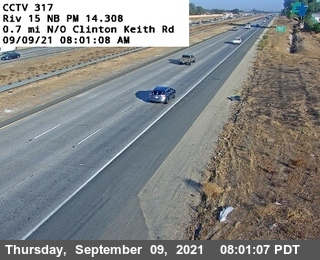 CCTV 317
Riv 15 NB PM 14.308
0.7 mi N/O Clinton Keith Rd
09/09/21 08:01:08 AM
Thursday, September 09, 2021 08:01:07 PDT